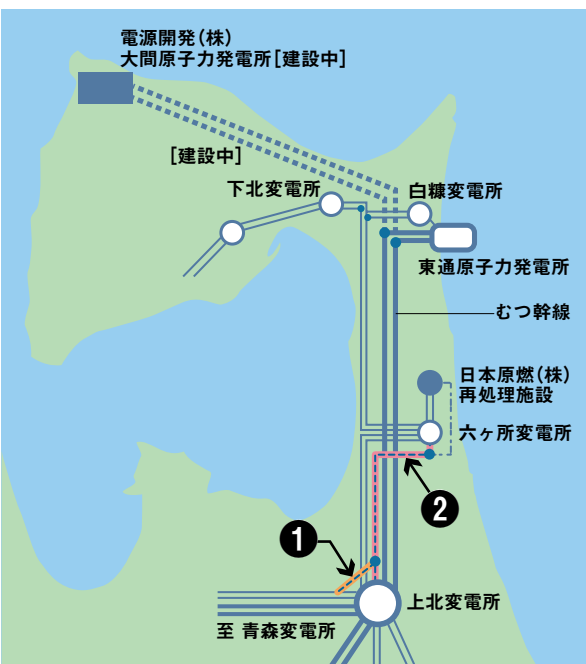 電源開発(株)
大間原子力発電所[建設中]
[建設中]
下北変電所
白糠変電所
東通原子力発電所
むつ幹線
日本原燃(株)
再処理施設
六ヶ所変電所
❷
❶
上北変電所
至 青森変電所